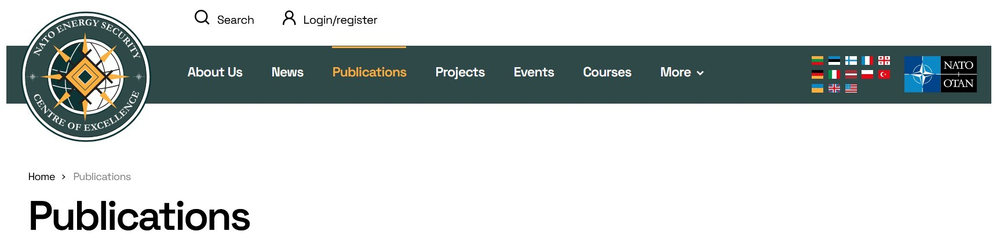 Search Login/register
NATO ENERGY SECURITY
CENTRE OF EXCELLENCE
About Us News Publications Projects Events Courses More
NATO
OTAN
Home > Publications
Publications